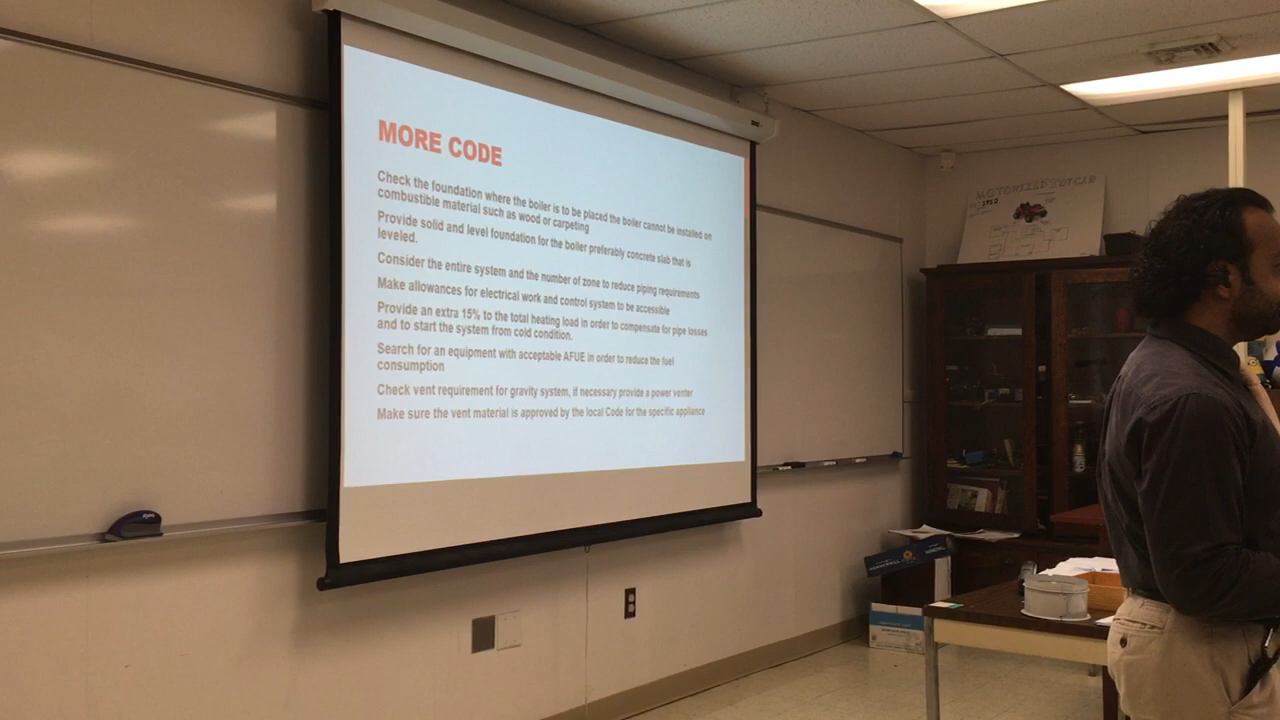 MORE CODE
Check the foundation where the boiler is to be placed the boiler cannot be installed on
combustible material such as wood or carpeting
Provide solid and level foundation for the boiler preferably concrete slab that is
leveled.
Consider the entire system and the number of zone to reduce piping requirements
Make allowances for electrical work and control system to be accessible
Provide an extra 15% to the total heating load in order to compensate for pipe losses
and to start the system from cold condition.
Search for an equipment with acceptable AFUE in order to reduce the fuel
consumption
Check vent requirement for gravity system, if necessary provide a power venter
Make sure the vent material is approved by the local Code for the specific appliance
MOTORIZED